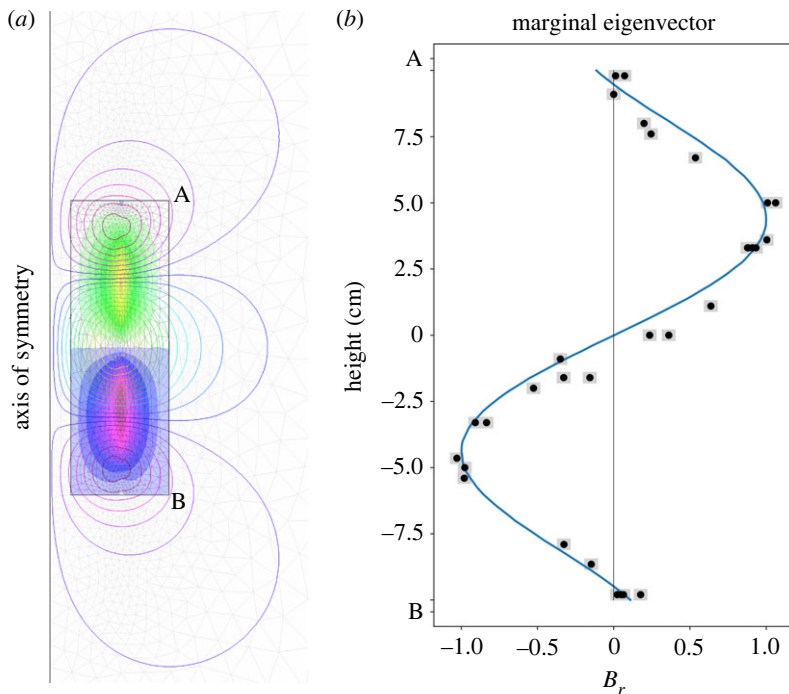 (a)
A
B
axis of symmetry
(b)
marginal eigenvector
A
7.5
5.0
2.5
0
−2.5
−5.0
−7.5
B
height (cm)
−1.0 −0.5 0 0.5 1.0
B_r